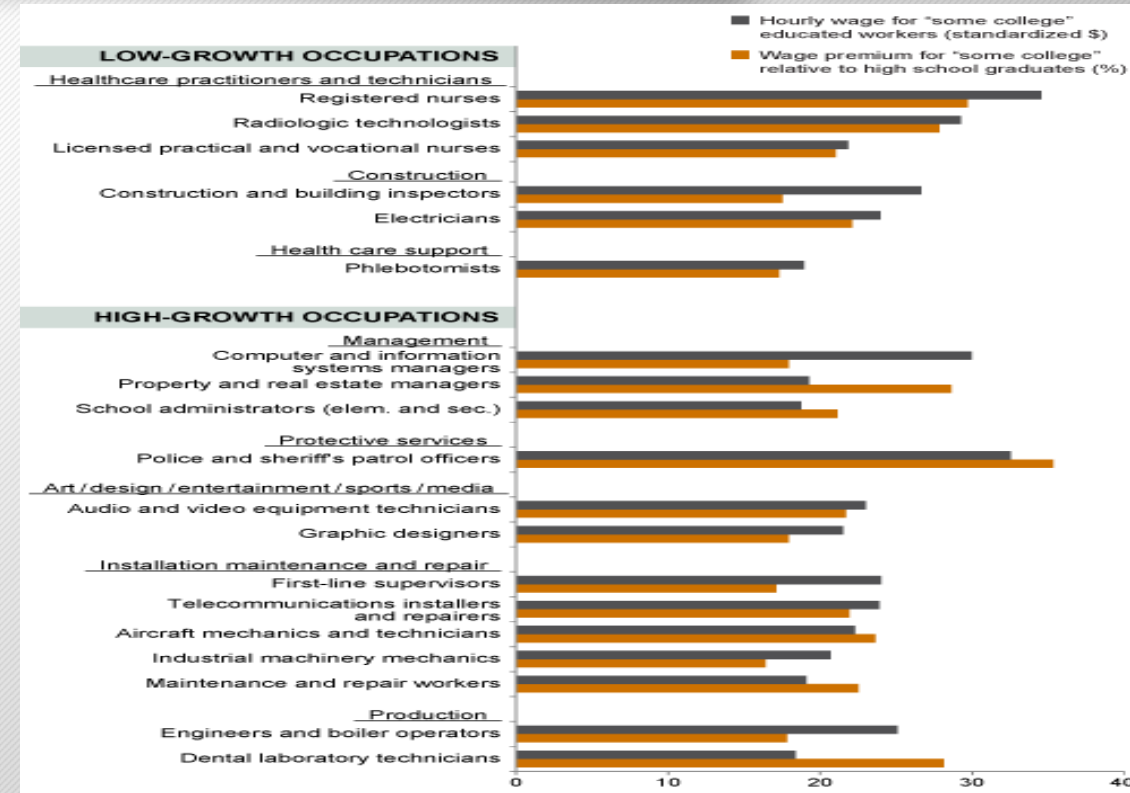 Hourly wage for "some college"
educated workers (standardized $)
Wage premium for "some college"
relative to high school graduates (%)
LOW-GROWTH OCCUPATIONS
Healthcare practitioners and technicians
Registered nurses
Radiologic technologists
Licensed practical and vocational nurses
Construction
Construction and building inspectors
Electricians
Health care support
Phlebotomists
HIGH-GROWTH OCCUPATIONS
Management
Computer and information
systems managers
Property and real estate managers
School administrators (elem. and sec.)
Protective services
Police and sheriff's patrol officers
Art/design/entertainment/sports/media
Audio and video equipment technicians
Graphic designers
Installation maintenance and repair
First-line supervisors
Telecommunications installers
and repairers
Aircraft mechanics and technicians
Industrial machinery mechanics
Maintenance and repair workers
Production
Engineers and boiler operators
Dental laboratory technicians
0 10 20 30 40